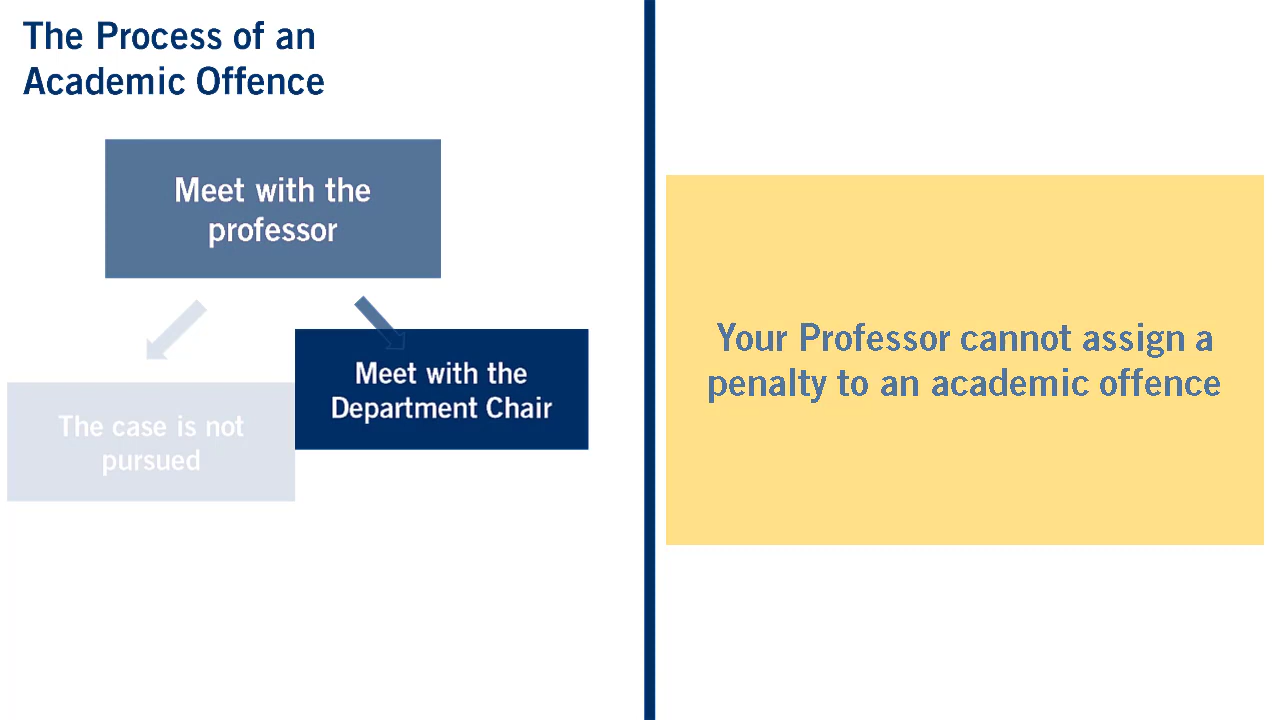 The Process of an
Academic Offence
Meet with the
professor
Meet with the
Department Chair
The case is not
pursued
Your Professor cannot assign a
penalty to an academic offence